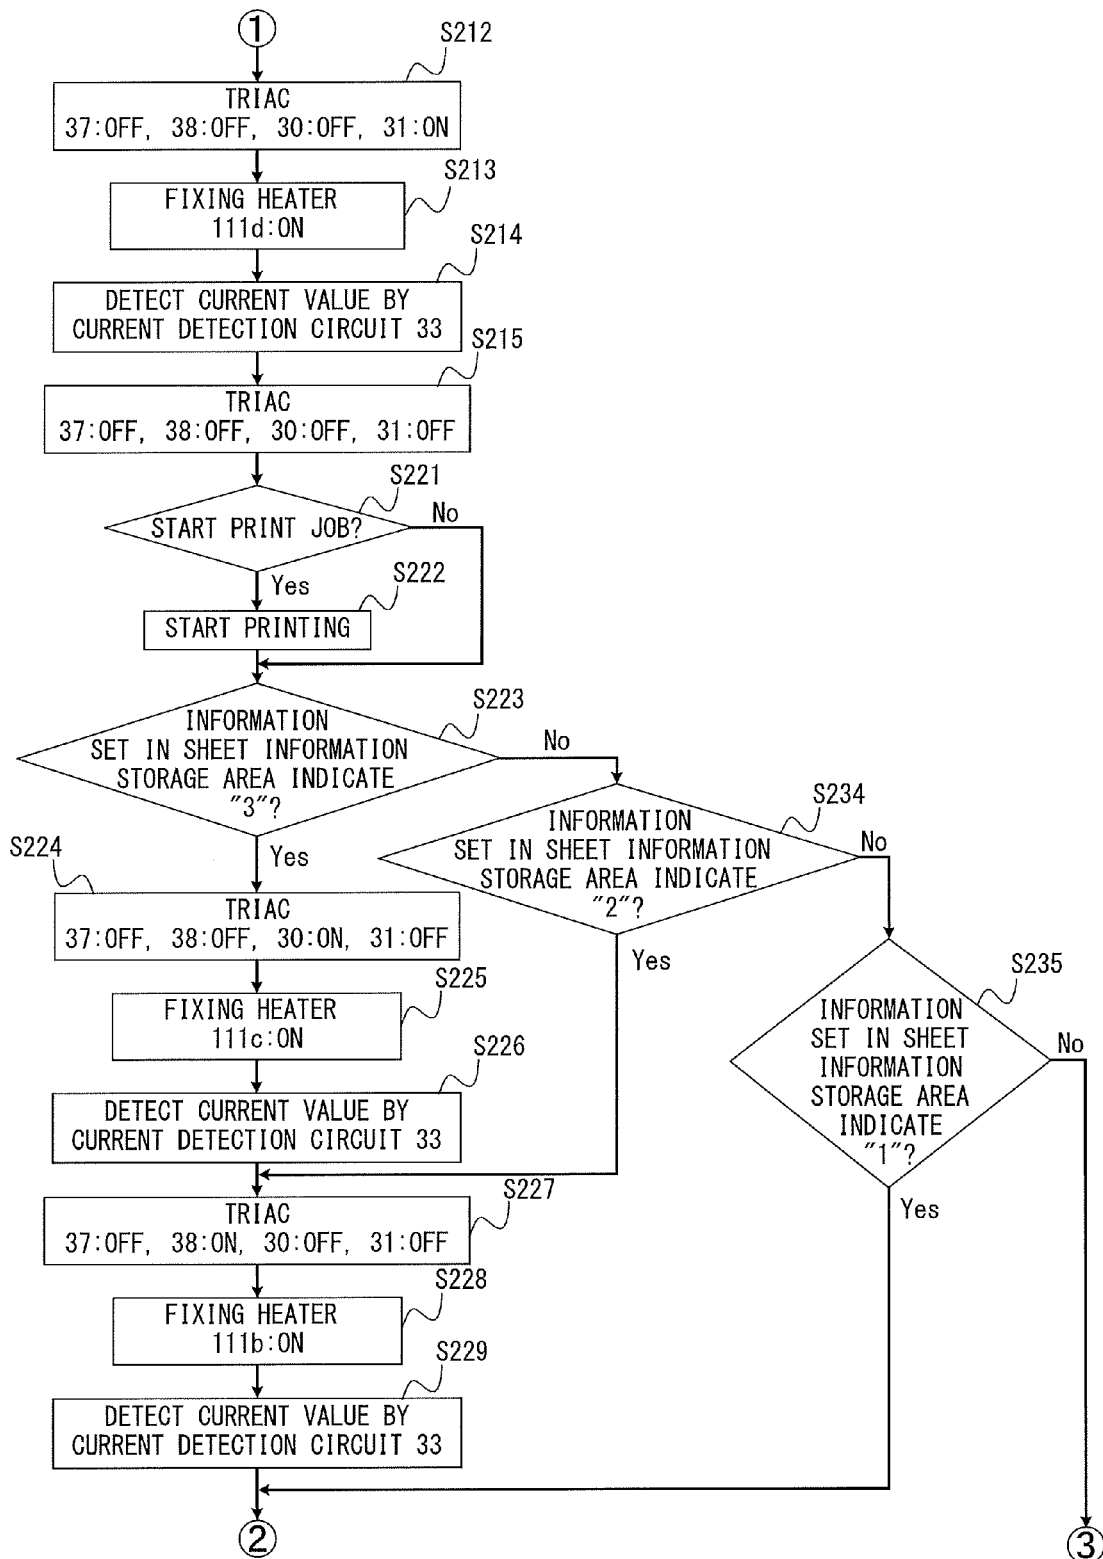 ①
S212
TRIAC
37:OFF, 38:OFF, 30:OFF, 31:ON
S213
FIXING HEATER
111d:ON
S214
DETECT CURRENT VALUE BY
CURRENT DETECTION CIRCUIT 33
S215
TRIAC
37:OFF, 38:OFF, 30:OFF, 31:OFF
S221
START PRINT JOB?
No
Yes
S222
START PRINTING
S223
INFORMATION
SET IN SHEET INFORMATION
STORAGE AREA INDICATE
"3"?
No
Yes
S234
INFORMATION
SET IN SHEET INFORMATION
STORAGE AREA INDICATE
"2"?
No
Yes
S224
TRIAC
37:OFF, 38:OFF, 30:ON, 31:OFF
S225
FIXING HEATER
111c:ON
S235
INFORMATION
SET IN SHEET
INFORMATION
STORAGE AREA
INDICATE
"1"?
No
Yes
S226
DETECT CURRENT VALUE BY
CURRENT DETECTION CIRCUIT 33
S227
TRIAC
37:OFF, 38:ON, 30:OFF, 31:OFF
S228
FIXING HEATER
111b:ON
S229
DETECT CURRENT VALUE BY
CURRENT DETECTION CIRCUIT 33
②
③